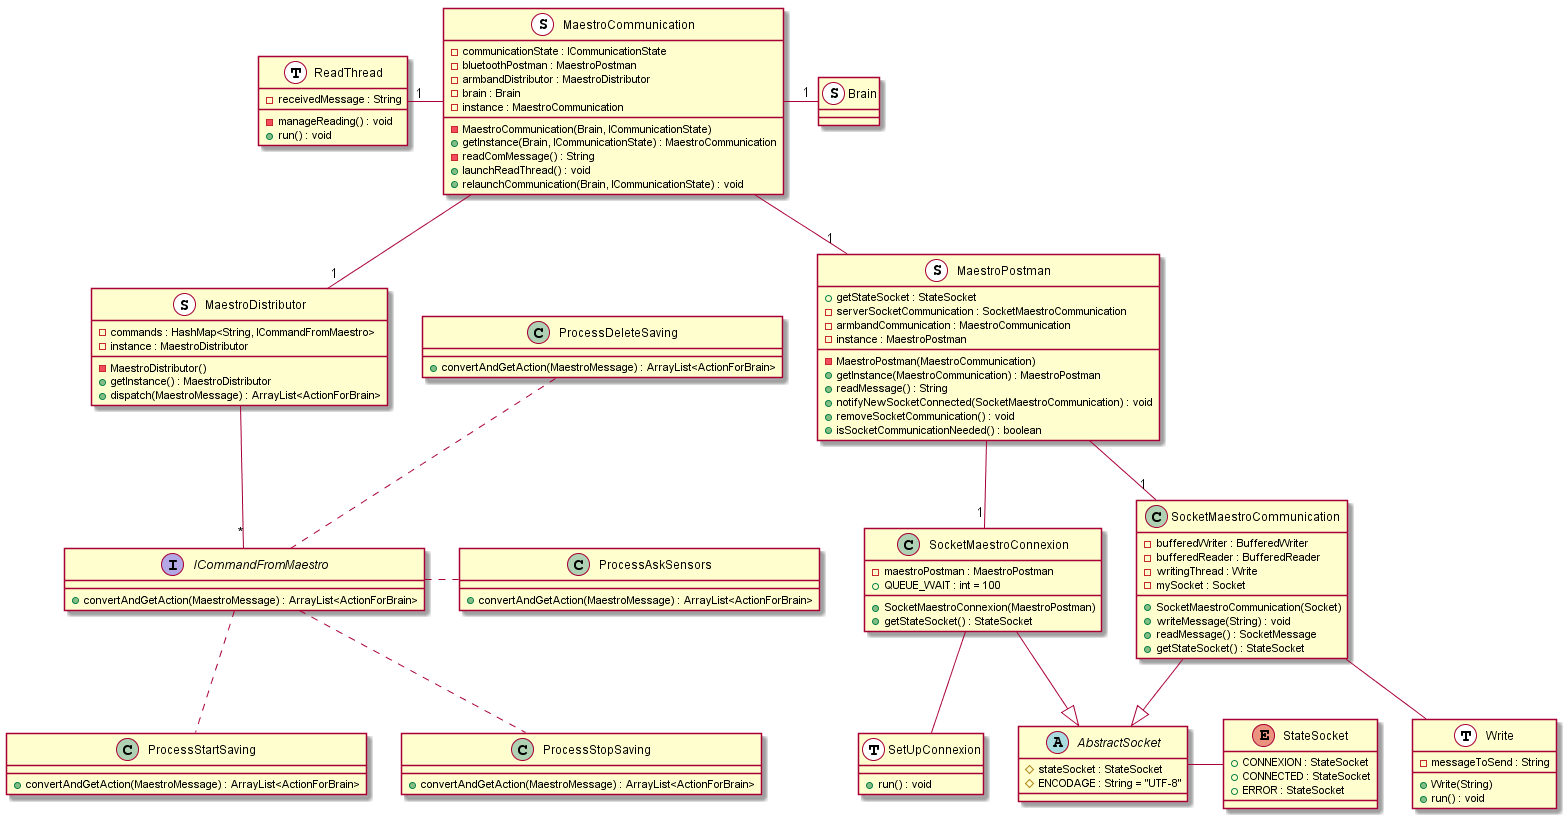 S MaestroCommunication
communicationState : ICommunicationState
bluetoothPostman : MaestroPostman
armbandDistributor : MaestroDistributor
brain : Brain
instance : MaestroCommunication
MaestroCommunication(Brain, ICommunicationState)
getInstance(Brain, ICommunicationState) : MaestroCommunication
readComMessage() : String
launchReadThread() : void
relaunchCommunication(Brain, ICommunicationState) : void
T ReadThread
receivedMessage : String
manageReading() : void
run() : void
1
1
S Brain
1
1
S MaestroDistributor
commands : HashMap<String, ICommandFromMaestro>
instance : MaestroDistributor
MaestroDistributor()
getInstance() : MaestroDistributor
dispatch(MaestroMessage) : ArrayList<ActionForBrain>
C ProcessDeleteSaving
convertAndGetAction(MaestroMessage) : ArrayList<ActionForBrain>
S MaestroPostman
getStateSocket : StateSocket
serverSocketCommunication : SocketMaestroCommunication
armbandCommunication : MaestroCommunication
instance : MaestroPostman
MaestroPostman(MaestroCommunication)
getInstance(MaestroCommunication) : MaestroPostman
readMessage() : String
notifyNewSocketConnected(SocketMaestroCommunication) : void
removeSocketCommunication() : void
isSocketCommunicationNeeded() : boolean
*
1
1
I ICommandFromMaestro
convertAndGetAction(MaestroMessage) : ArrayList<ActionForBrain>
C ProcessAskSensors
convertAndGetAction(MaestroMessage) : ArrayList<ActionForBrain>
C SocketMaestroConnexion
maestroPostman : MaestroPostman
QUEUE_WAIT : int = 100
SocketMaestroConnexion(MaestroPostman)
getStateSocket() : StateSocket
C SocketMaestroCommunication
bufferedWriter : BufferedWriter
bufferedReader : BufferedReader
writingThread : Write
mySocket : Socket
SocketMaestroCommunication(Socket)
writeMessage(String) : void
readMessage() : SocketMessage
getStateSocket() : StateSocket
C ProcessStartSaving
convertAndGetAction(MaestroMessage) : ArrayList<ActionForBrain>
C ProcessStopSaving
convertAndGetAction(MaestroMessage) : ArrayList<ActionForBrain>
T SetUpConnexion
run() : void
A AbstractSocket
stateSocket : StateSocket
ENCODAGE : String = "UTF-8"
E StateSocket
CONNEXION : StateSocket
CONNECTED : StateSocket
ERROR : StateSocket
T Write
messageToSend : String
Write(String)
run() : void